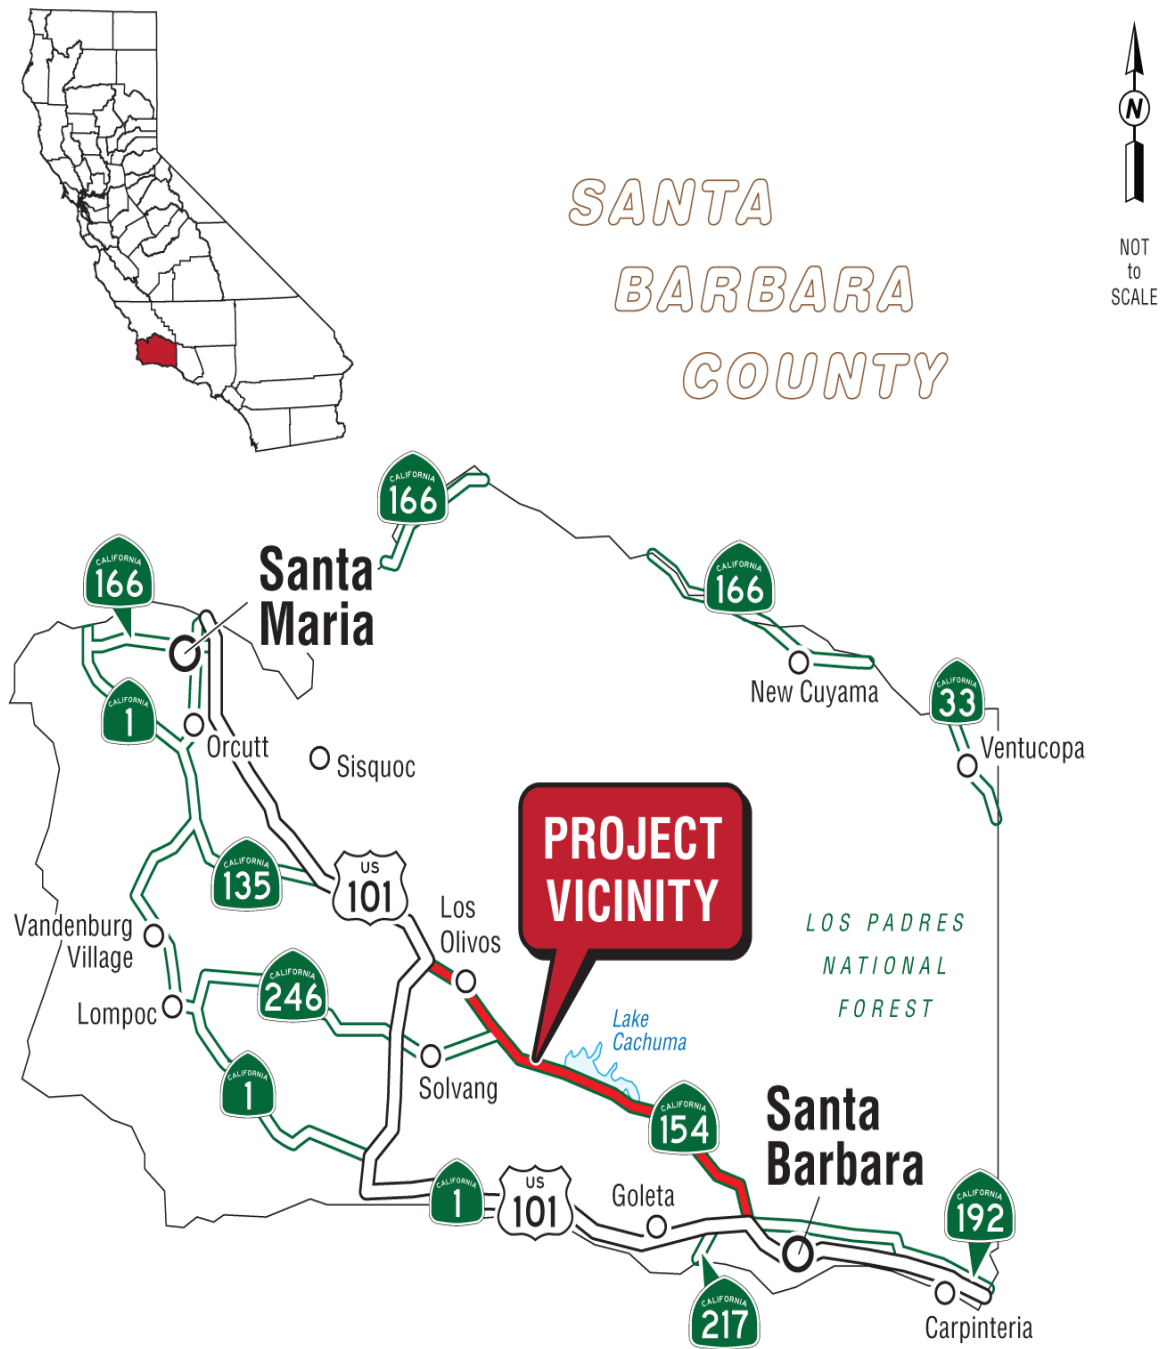 N
NOT
to
SCALE
SANTA
BARBARA
COUNTY
CALIFORNIA
166
CALIFORNIA
166
Santa
Maria
CALIFORNIA
166
New Cuyama
CALIFORNIA
33
Ventucopa
CALIFORNIA
1
Orcutt
Sisquoc
PROJECT
VICINITY
CALIFORNIA
135
US
101
Los
Olivos
LOS PADRES
NATIONAL
FOREST
Vandenburg
Village
Lompoc
CALIFORNIA
246
Lake
Cachuma
Solvang
CALIFORNIA
1
CALIFORNIA
154
Santa
Barbara
CALIFORNIA
1
US
101
Goleta
CALIFORNIA
192
CALIFORNIA
217
Carpinteria